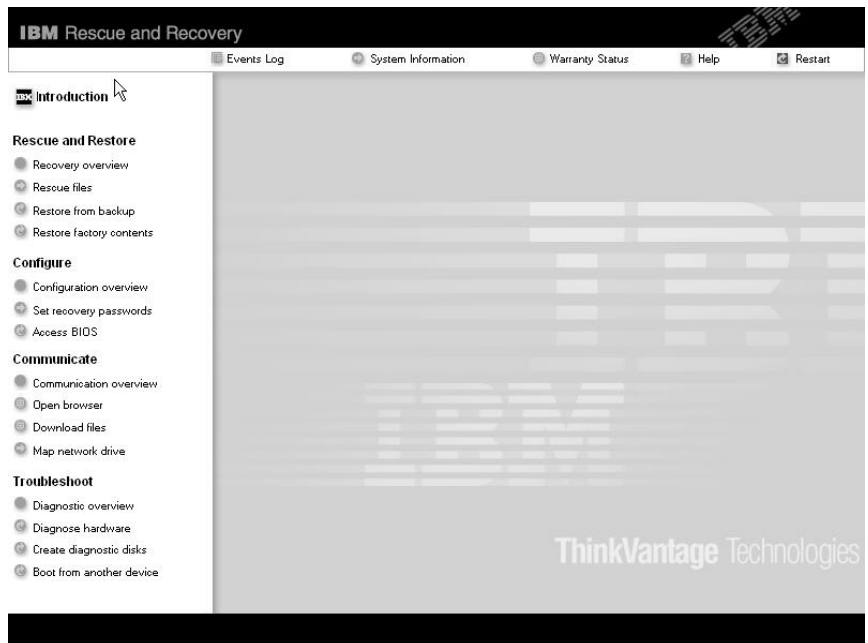 IBM Rescue and Recovery
IBM
Events Log
System Information
Warranty Status
Help
Restart
Introduction
Rescue and Restore
Recovery overview
Rescue files
Restore from backup
Restore factory contents
Configure
Configuration overview
Set recovery passwords
Access BIOS
Communicate
Communication overview
Open browser
Download files
Map network drive
Troubleshoot
Diagnostic overview
Diagnose hardware
Create diagnostic disks
Boot from another device
IBM
ThinkVantage Technologies